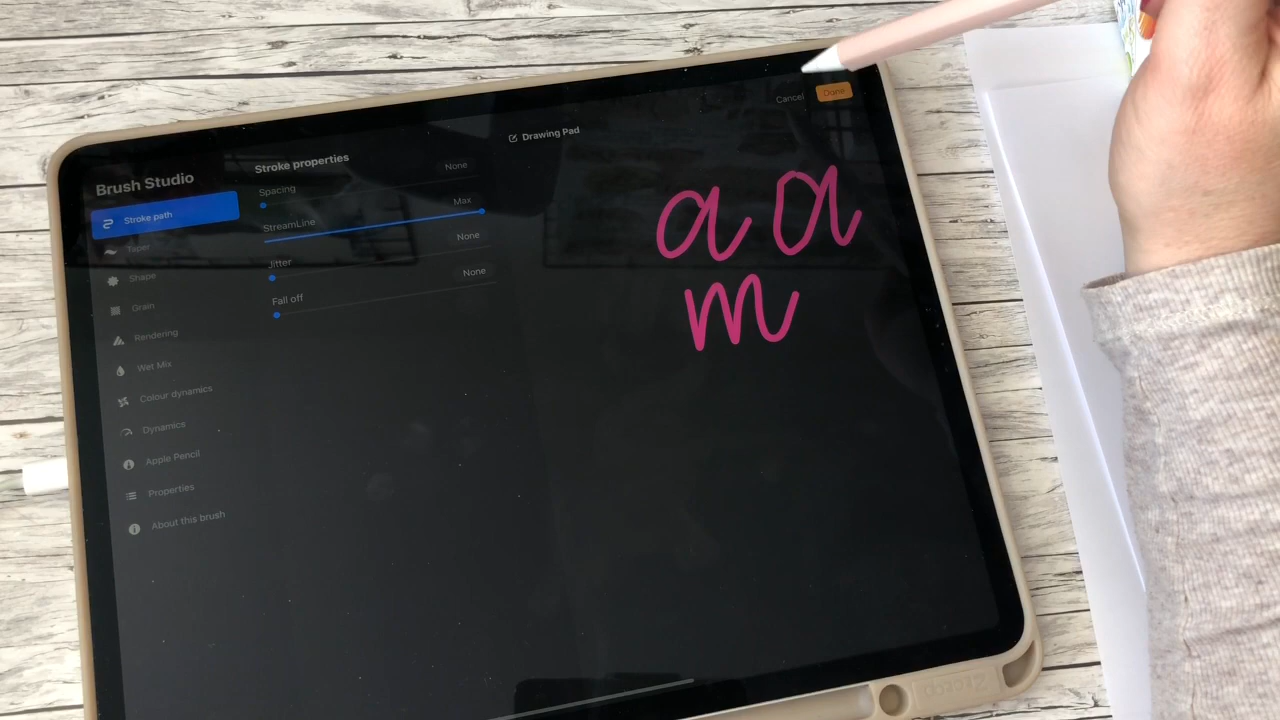 Cancel Done
Drawing Pad
Brush Studio
Stroke path
Taper
Shape
Grain
Rendering
Wet Mix
Colour dynamics
Dynamics
Apple Pencil
Properties
About this brush
Stroke properties
Spacing None
StreamLine Max
Jitter None
Fall off None
a a
m